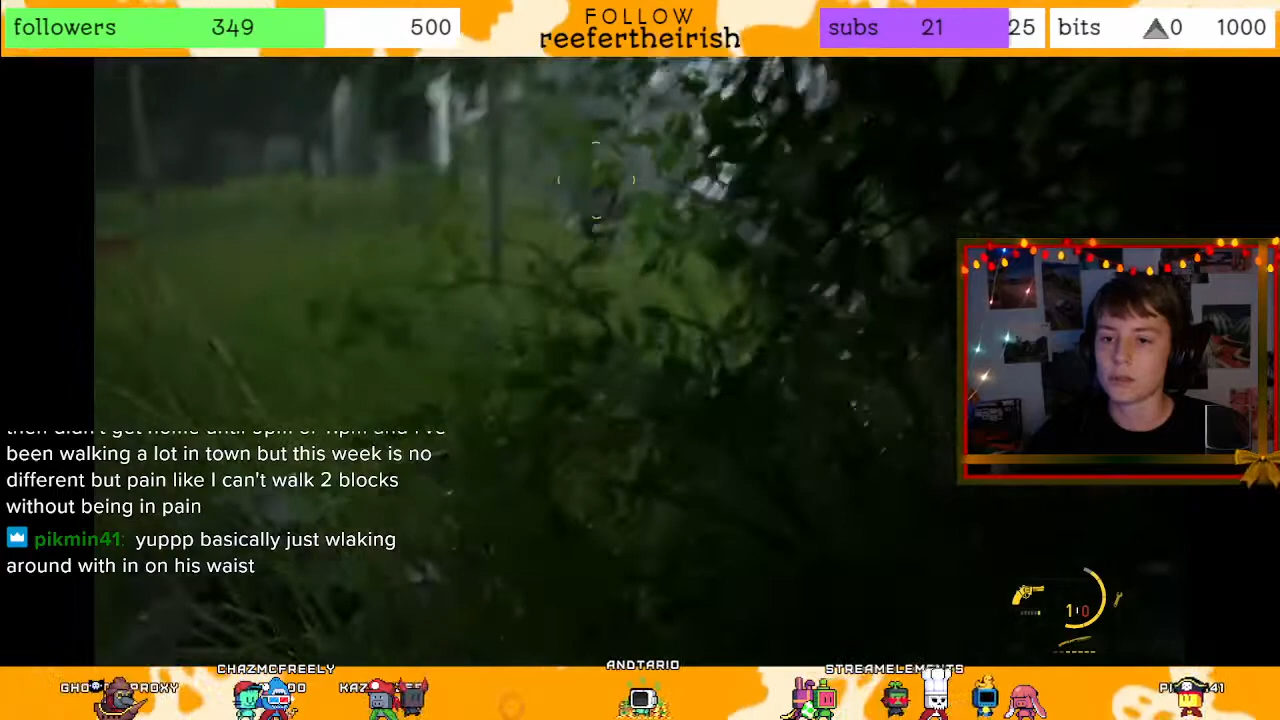 followers 349 500
FOLLOW
reefertheirish
subs 21 25
bits 0 1000
been walking a lot in town but this week is no
different but pain like I can't walk 2 blocks
without being in pain
pikmin41: yuppp basically just wlaking
around with in on his waist
1 0
CHAZMCFREELY
ANDTARIO
STREAMELEMENTS